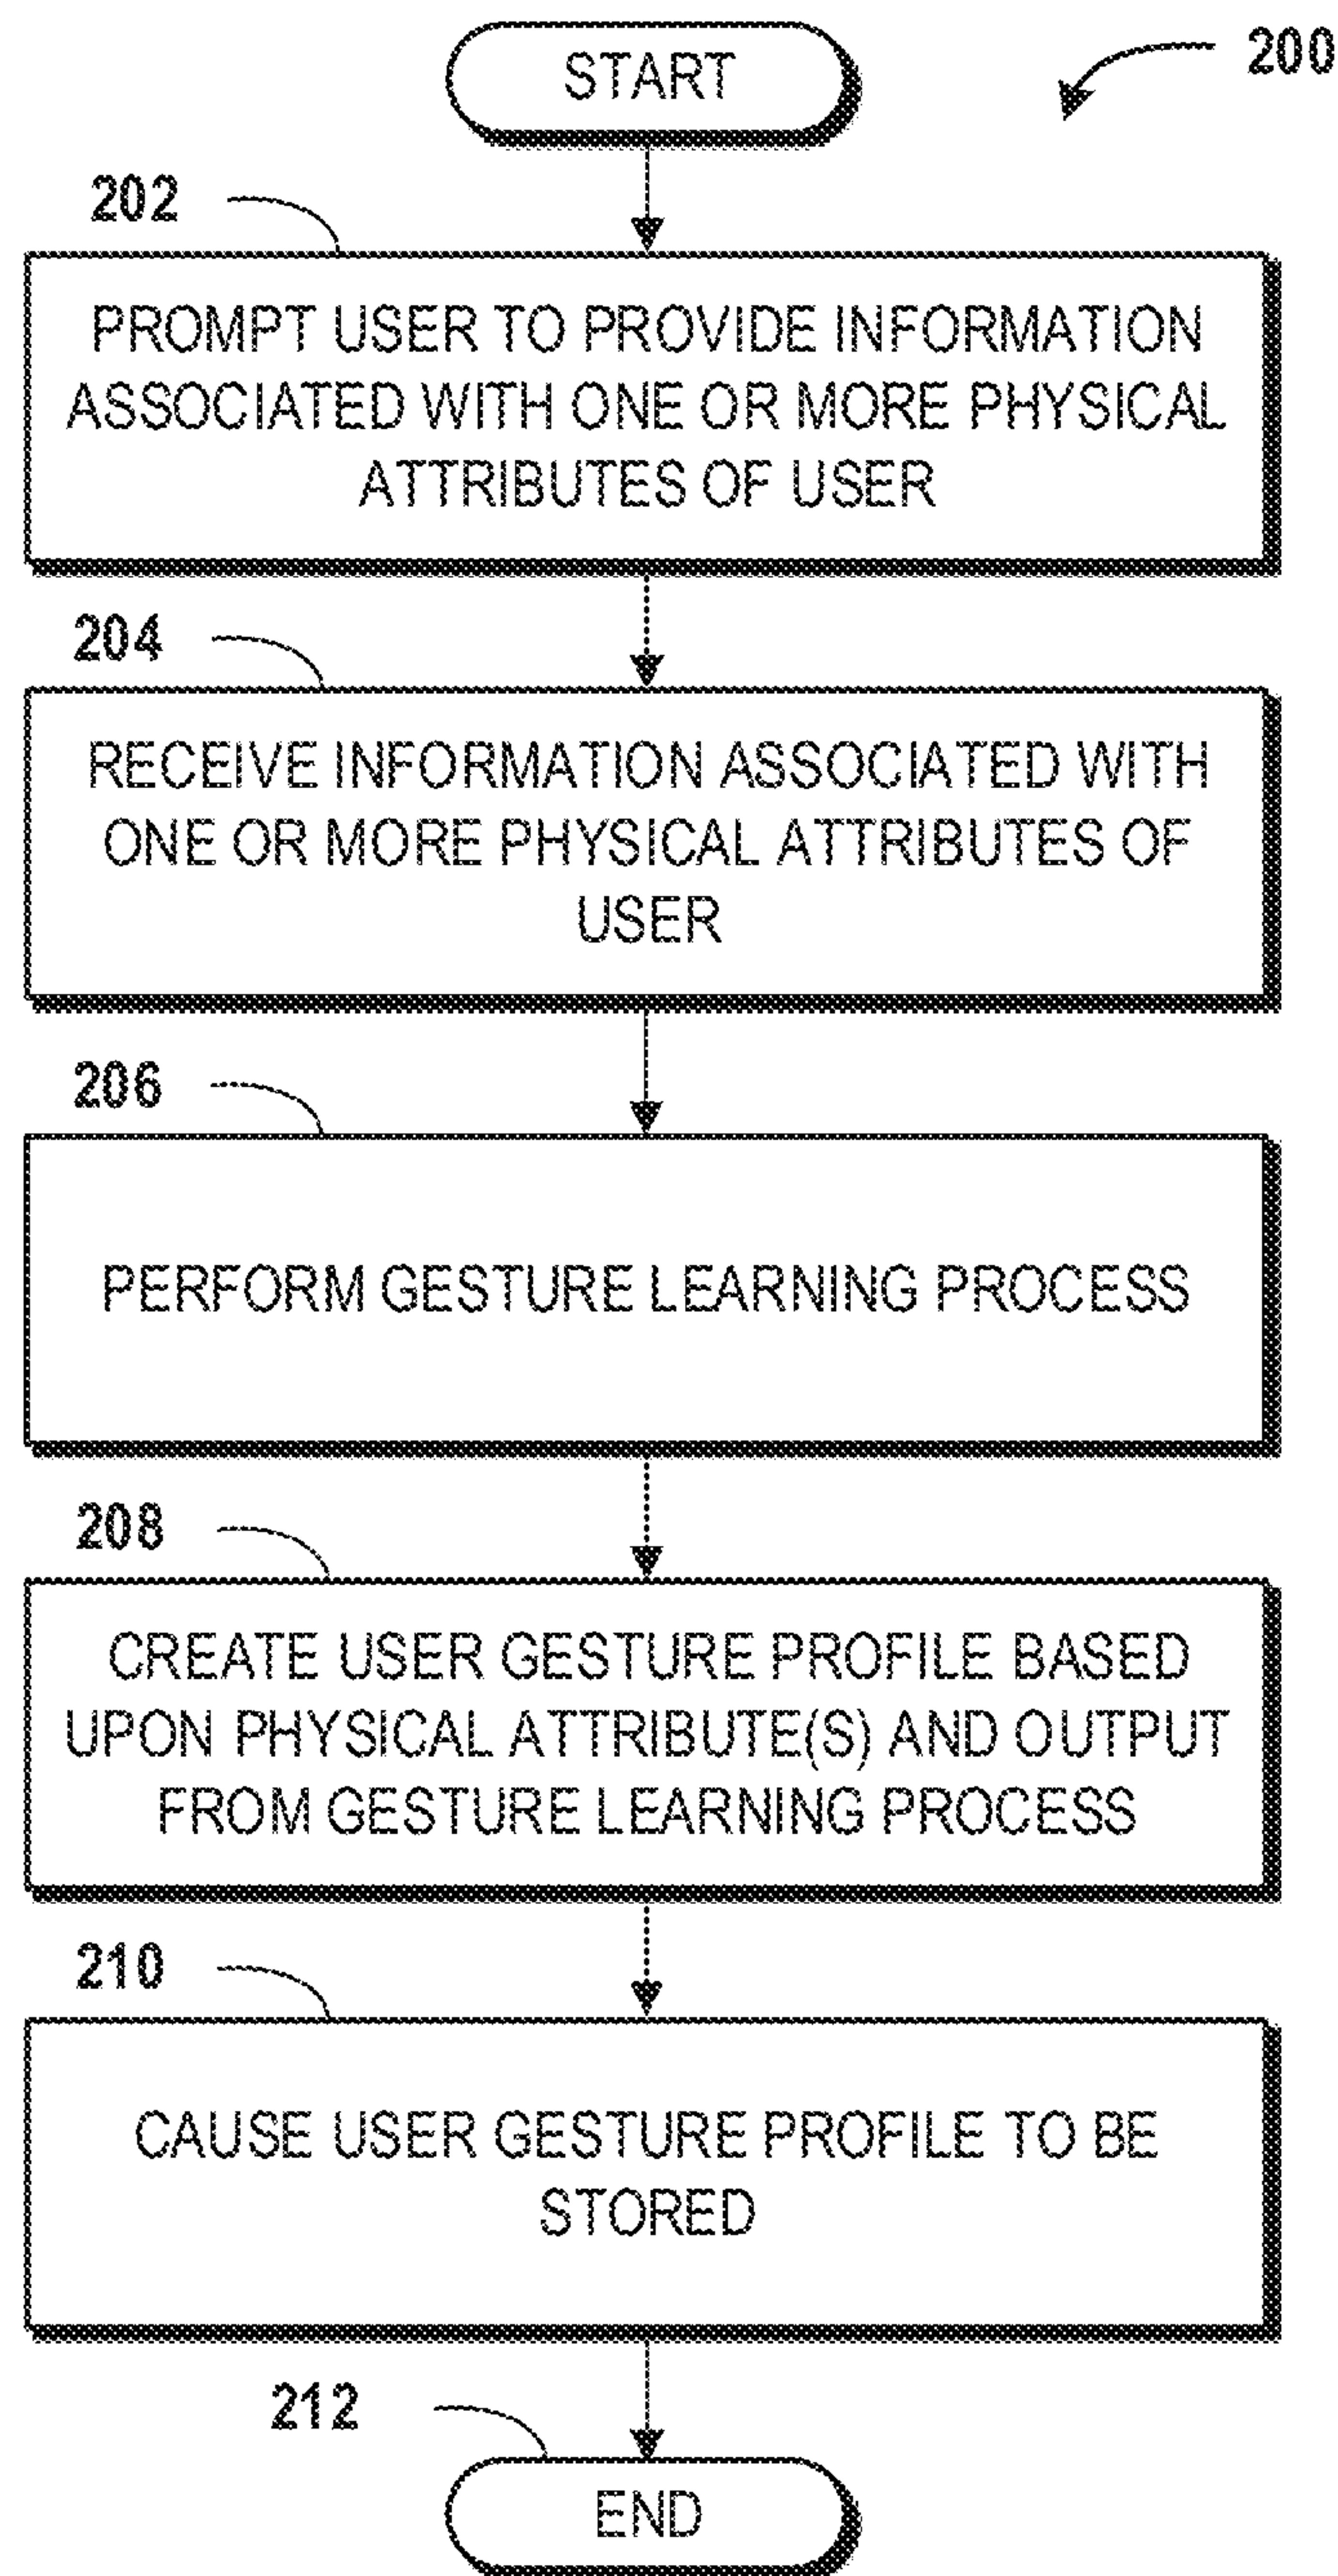 START
200
202
PROMPT USER TO PROVIDE INFORMATION
ASSOCIATED WITH ONE OR MORE PHYSICAL
ATTRIBUTES OF USER
204
RECEIVE INFORMATION ASSOCIATED WITH
ONE OR MORE PHYSICAL ATTRIBUTES OF
USER
206
PERFORM GESTURE LEARNING PROCESS
208
CREATE USER GESTURE PROFILE BASED
UPON PHYSICAL ATTRIBUTE(S) AND OUTPUT
FROM GESTURE LEARNING PROCESS
210
CAUSE USER GESTURE PROFILE TO BE
STORED
212
END